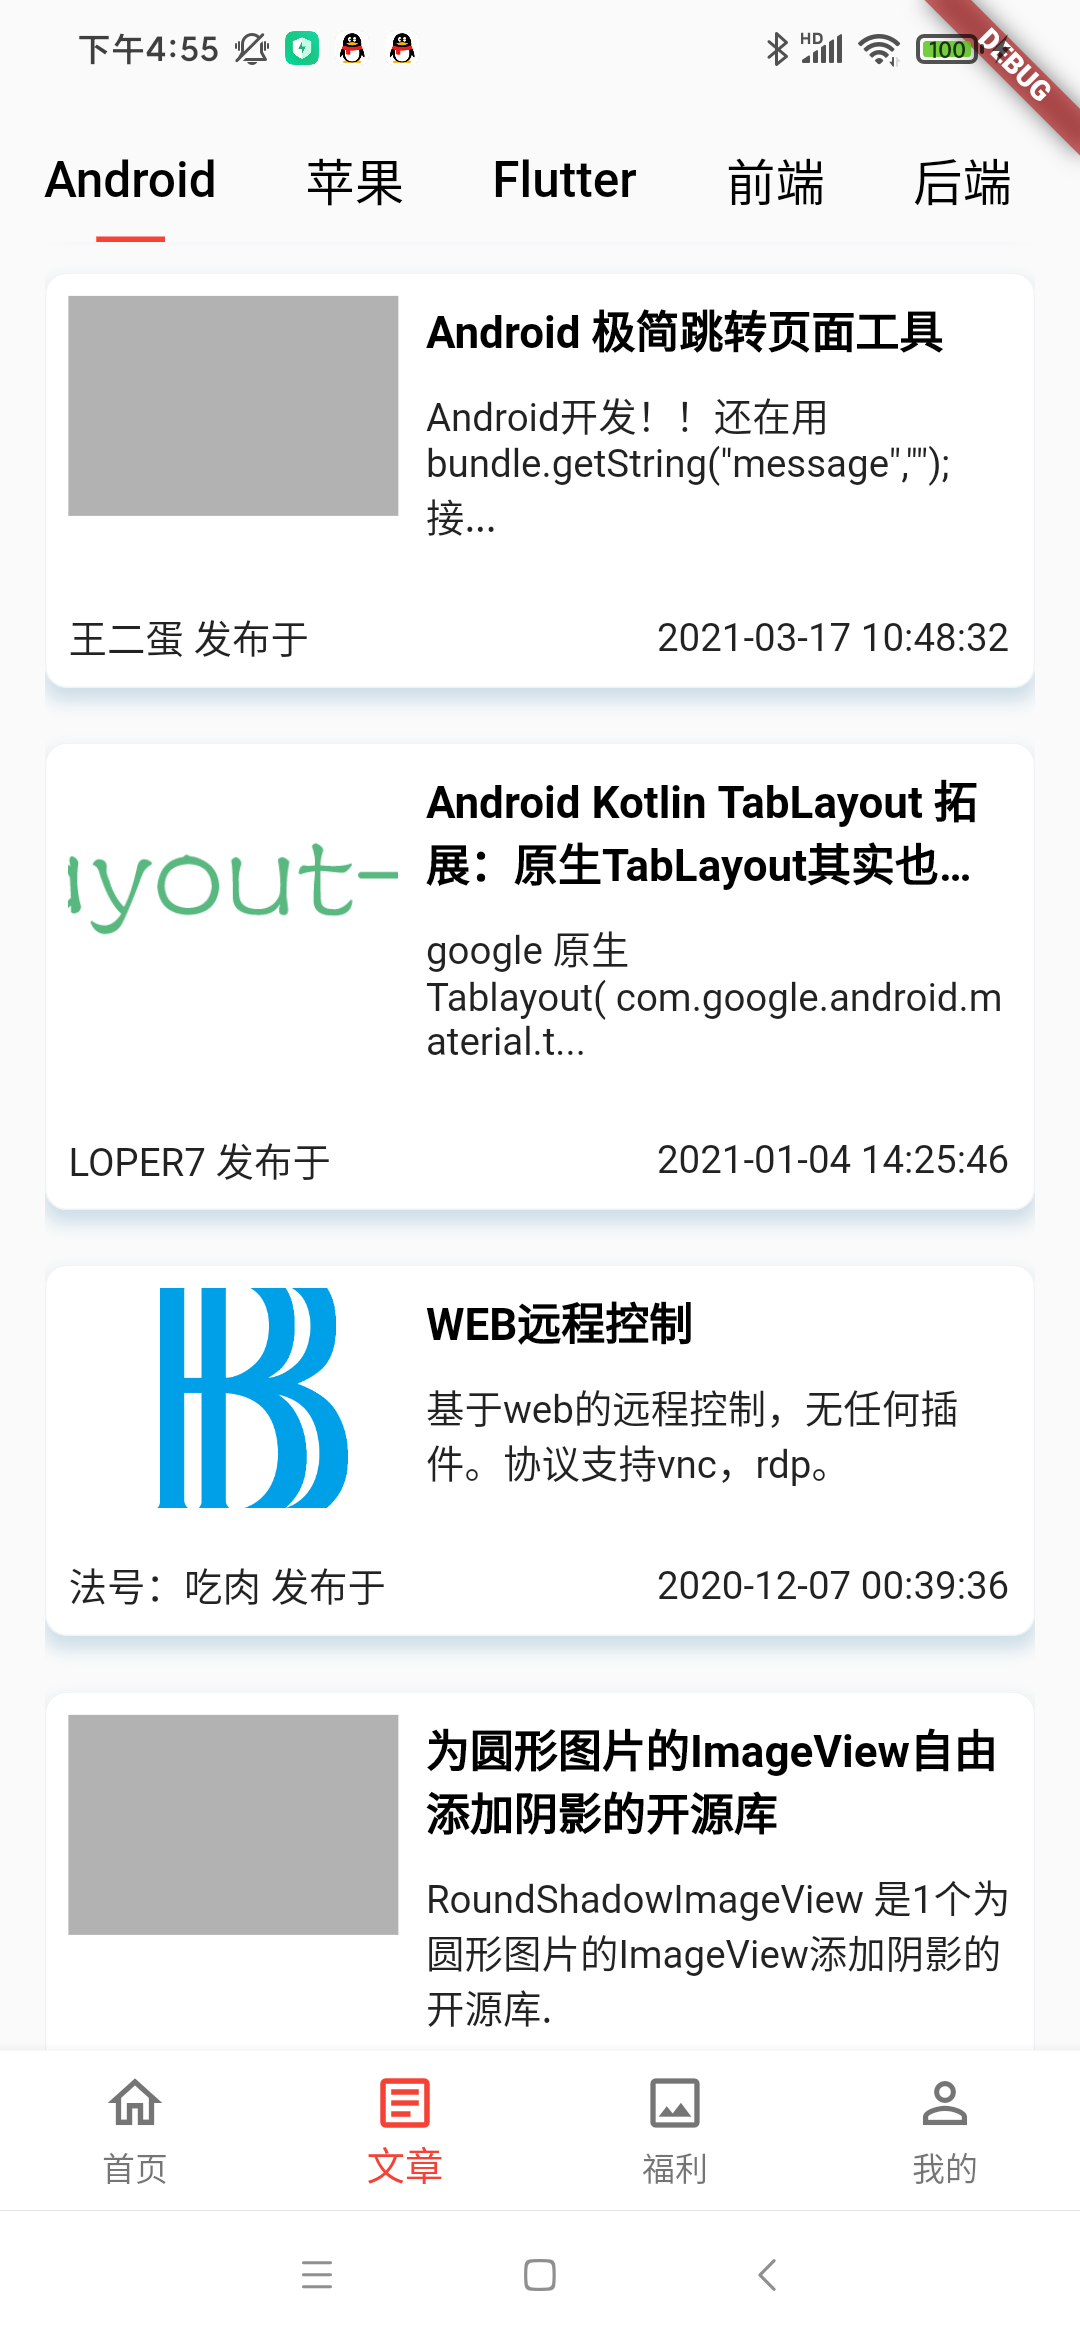 下午4:55
HD
100
DEBUG
Android 苹果 Flutter 前端 后端
Android 极简跳转页面工具
Android开发！！还在用
bundle.getString("message","");
接...
王二蛋 发布于 2021-03-17 10:48:32
ayout-
Android Kotlin TabLayout 拓
展：原生TabLayout其实也...
google 原生
Tablayout( com.google.android.m
aterial.t...
LOPER7 发布于 2021-01-04 14:25:46
WEB远程控制
基于web的远程控制，无任何插
件。协议支持vnc，rdp。
法号：吃肉 发布于 2020-12-07 00:39:36
为圆形图片的ImageView自由
添加阴影的开源库
RoundShadowImageView 是1个为
圆形图片的ImageView添加阴影的
开源库.
首页 文章 福利 我的